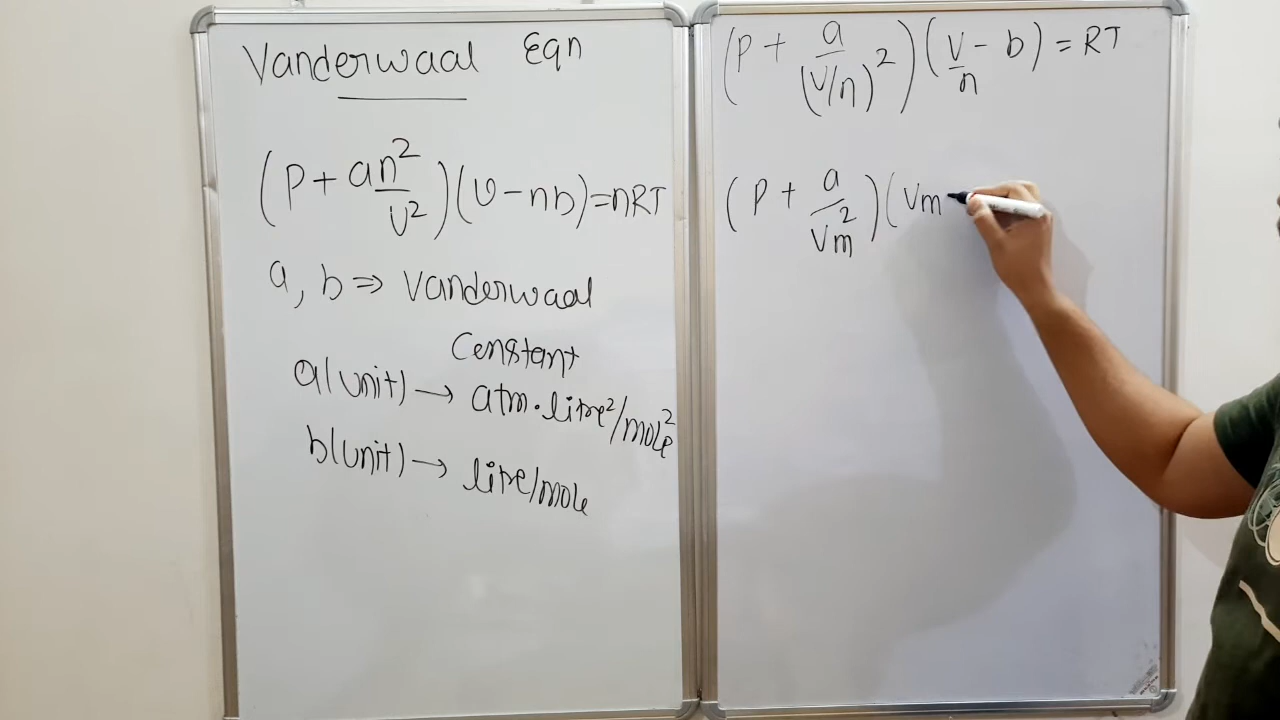 Vanderwaal Eqn
(P + an²/V²)(V - nb) = nRT
a, b ⇒ Vanderwaal
Constant
a(unit) → atm·litre²/mole²
b(unit) → litre/mole
(P + a/(V/n)²)(V/n - b) = RT
(P + a/Vm²)(Vm